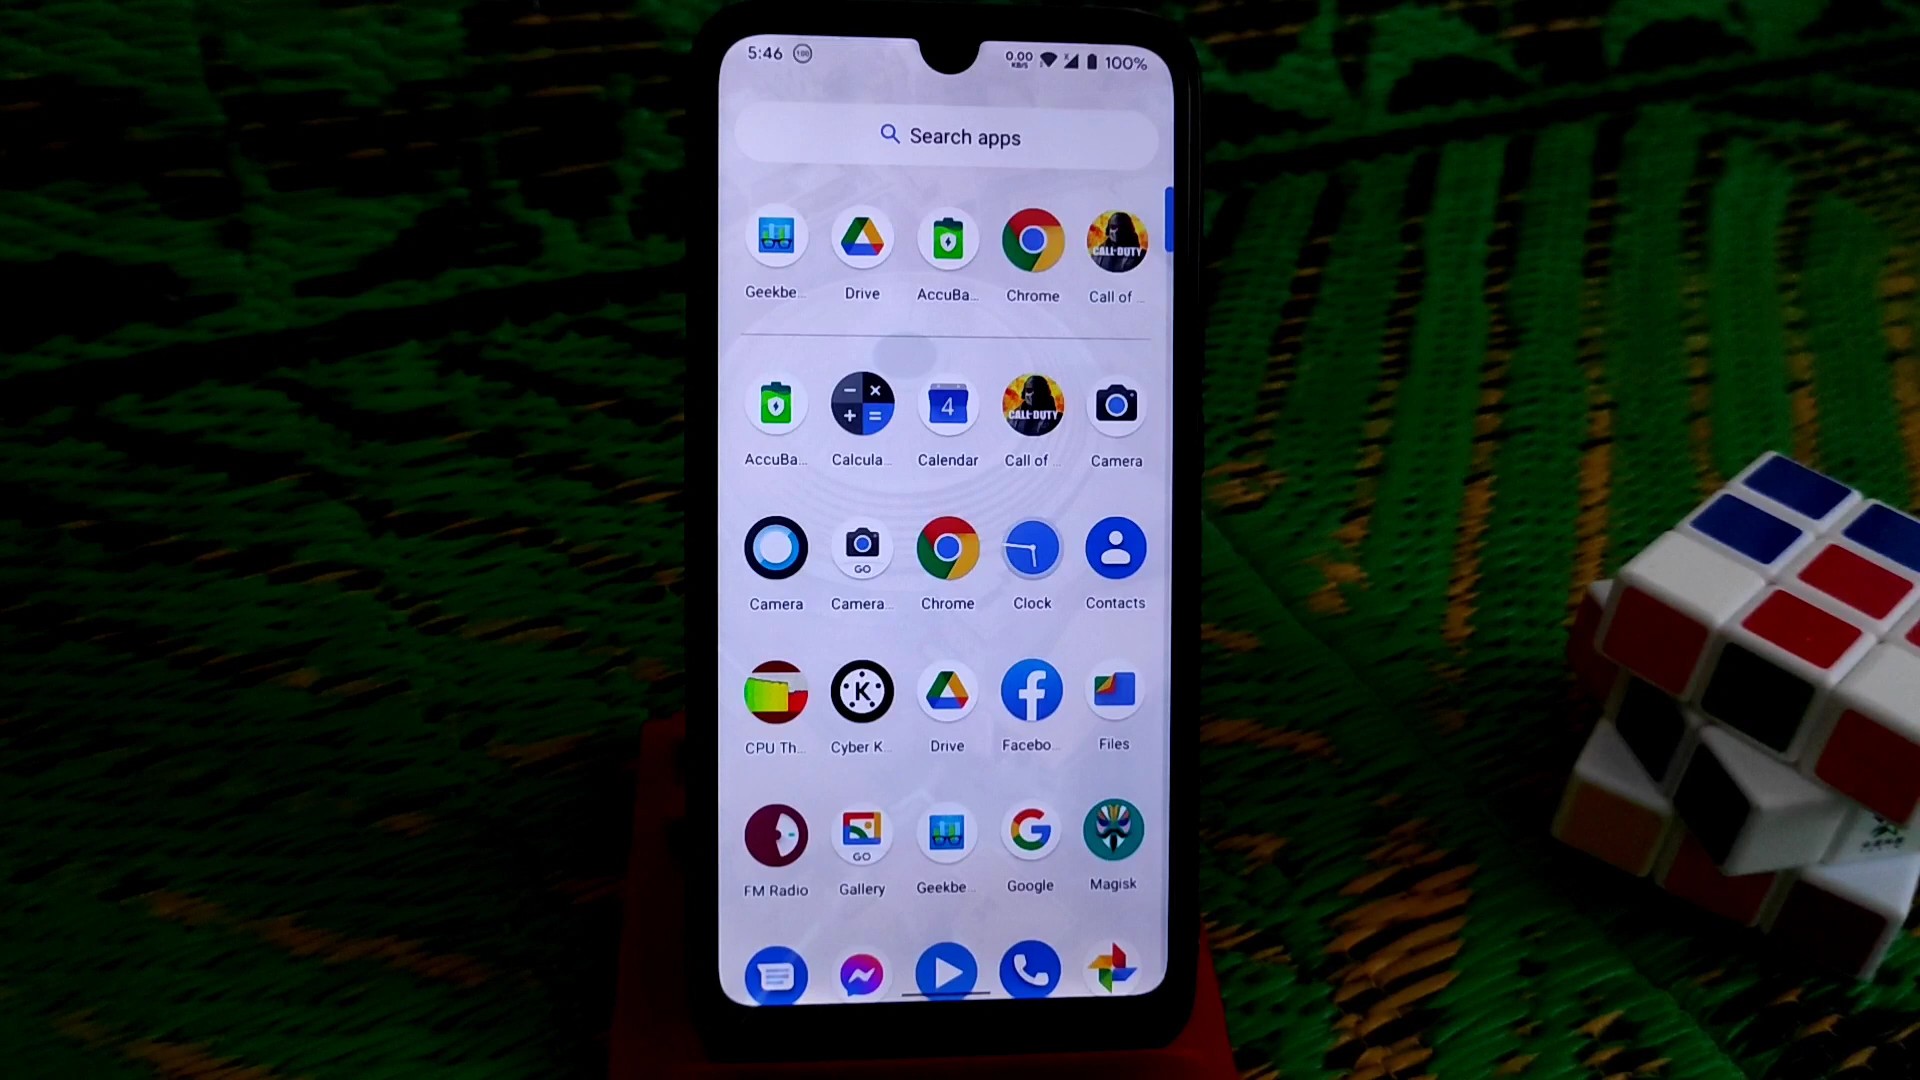 5:46 100 0.00 KB/S 100%
Search apps
CALL·DUTY
Geekbe... Drive AccuBa... Chrome Call of ...
4 CALL·DUTY
AccuBa... Calcula... Calendar Call of ... Camera
GO
Camera Camera... Chrome Clock Contacts
K
CPU Th... Cyber K... Drive Facebo... Files
GO
FM Radio Gallery Geekbe... Google Magisk